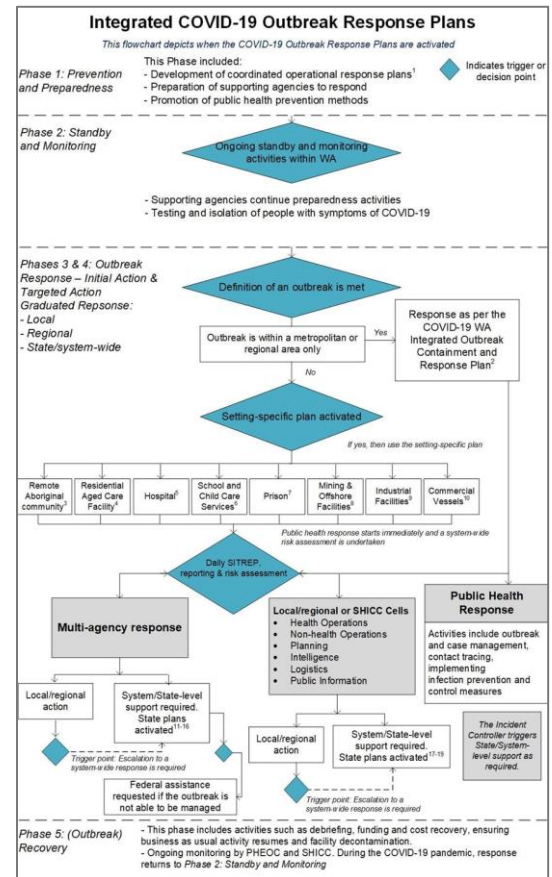 Integrated COVID-19 Outbreak Response Plans
This flowchart depicts when the COVID-19 Outbreak Response Plans are activated
Phase 1: Prevention
and Preparedness
This Phase included:
- Development of coordinated operational response plans1
- Preparation of supporting agencies to respond
- Promotion of public health prevention methods
Indicates trigger or
decision point
Phase 2: Standby
and Monitoring
Ongoing standby and monitoring
activities within WA
- Supporting agencies continue preparedness activities
- Testing and isolation of people with symptoms of COVID-19
Phases 3 & 4: Outbreak
Response – Initial Action &
Targeted Action
Graduated Reponse:
- Local
- Regional
- State/system-wide
Definition of an outbreak is met
Outbreak is within a metropolitan or
regional area only
Yes
Response as per the
COVID-19 WA
Integrated Outbreak
Containment and
Response Plan2
No
Setting-specific plan activated
If yes, then use the setting-specific plan
Remote
Aboriginal
community3
Residential
Aged Care
Facility4
Hospital5
School and
Child Care
Services6
Prison7
Mining &
Offshore
Facilities8
Industrial
Facilities9
Commercial
Vessels10
Public health response starts immediately and a system-wide
risk assessment is undertaken
Daily SITREP,
reporting & risk assessment
Multi-agency response
Local/regional
action
System/State-level
support required.
State plans
activated11-16
Trigger point: Escalation to a
system-wide response is required
Federal assistance
requested if the outbreak is
not able to be managed
Local/regional or SHICC Cells
• Health Operations
• Non-health Operations
• Planning
• Intelligence
• Logistics
• Public Information
Local/regional
action
System/State-level
support required.
State plans activated17-19
Trigger point: Escalation to a
system-wide response is required
Public Health
Response
Activities include outbreak
and case management,
contact tracing,
implementing
infection prevention and
control measures
The Incident
Controller triggers
State/System-
level support as
required.
Phase 5: (Outbreak)
Recovery
- This phase includes activities such as debriefing, funding and cost recovery, ensuring
business as usual activity resumes and facility decontamination.
- Ongoing monitoring by PHEOC and SHICC. During the COVID-19 pandemic, response
returns to Phase 2: Standby and Monitoring